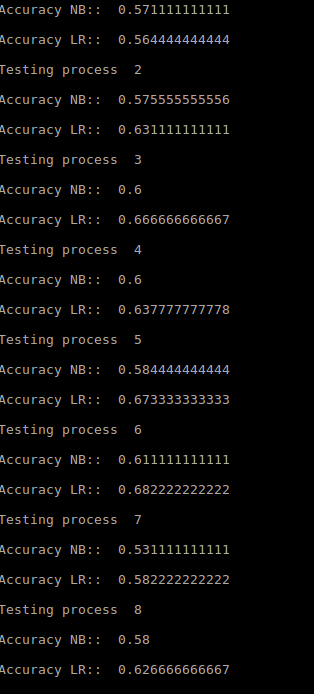 Accuracy NB::  0.571111111111
Accuracy LR::  0.564444444444
Testing process  2
Accuracy NB::  0.575555555556
Accuracy LR::  0.631111111111
Testing process  3
Accuracy NB::  0.6
Accuracy LR::  0.666666666667
Testing process  4
Accuracy NB::  0.6
Accuracy LR::  0.637777777778
Testing process  5
Accuracy NB::  0.584444444444
Accuracy LR::  0.673333333333
Testing process  6
Accuracy NB::  0.611111111111
Accuracy LR::  0.682222222222
Testing process  7
Accuracy NB::  0.531111111111
Accuracy LR::  0.582222222222
Testing process  8
Accuracy NB::  0.58
Accuracy LR::  0.626666666667